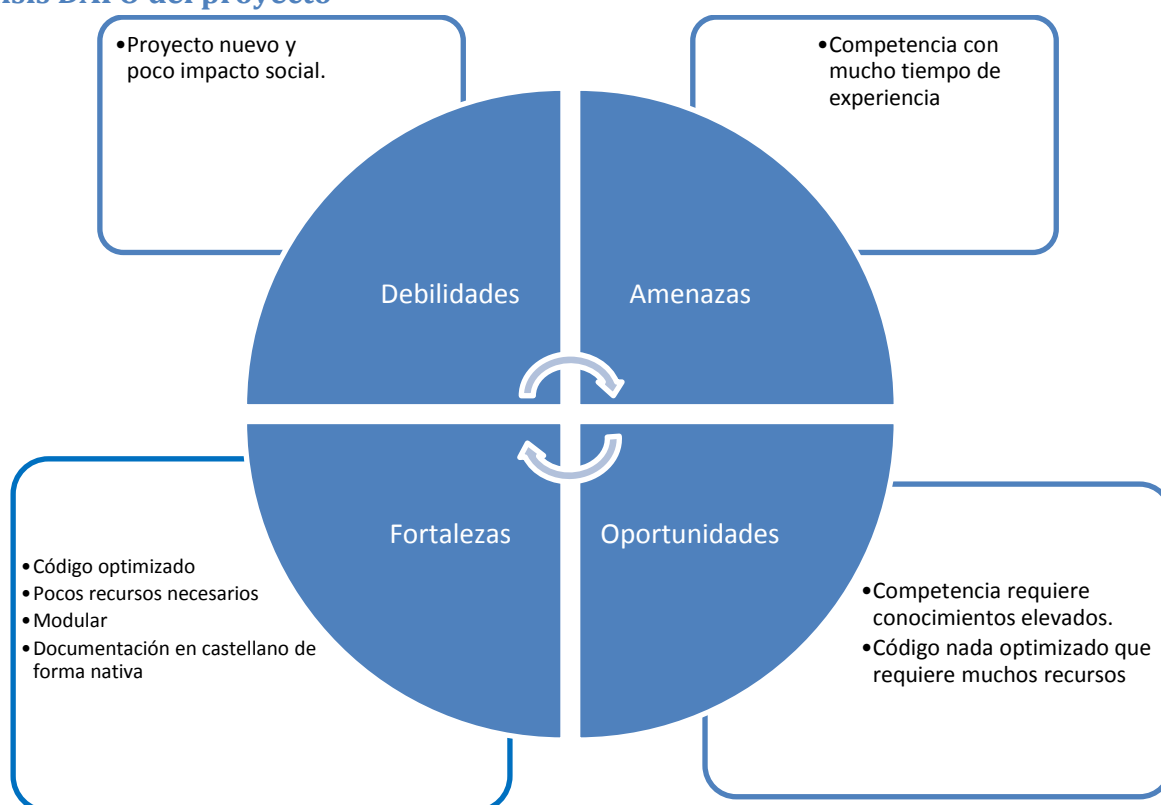 del proyecto
•Proyecto nuevo y
poco impacto social.
•Competencia con
mucho tiempo de
experiencia
Debilidades
Amenazas
Fortalezas
Oportunidades
•Código optimizado
•Pocos recursos necesarios
•Modular
•Documentación en castellano de
forma nativa
•Competencia requiere
conocimientos elevados.
•Código nada optimizado que
requiere muchos recursos